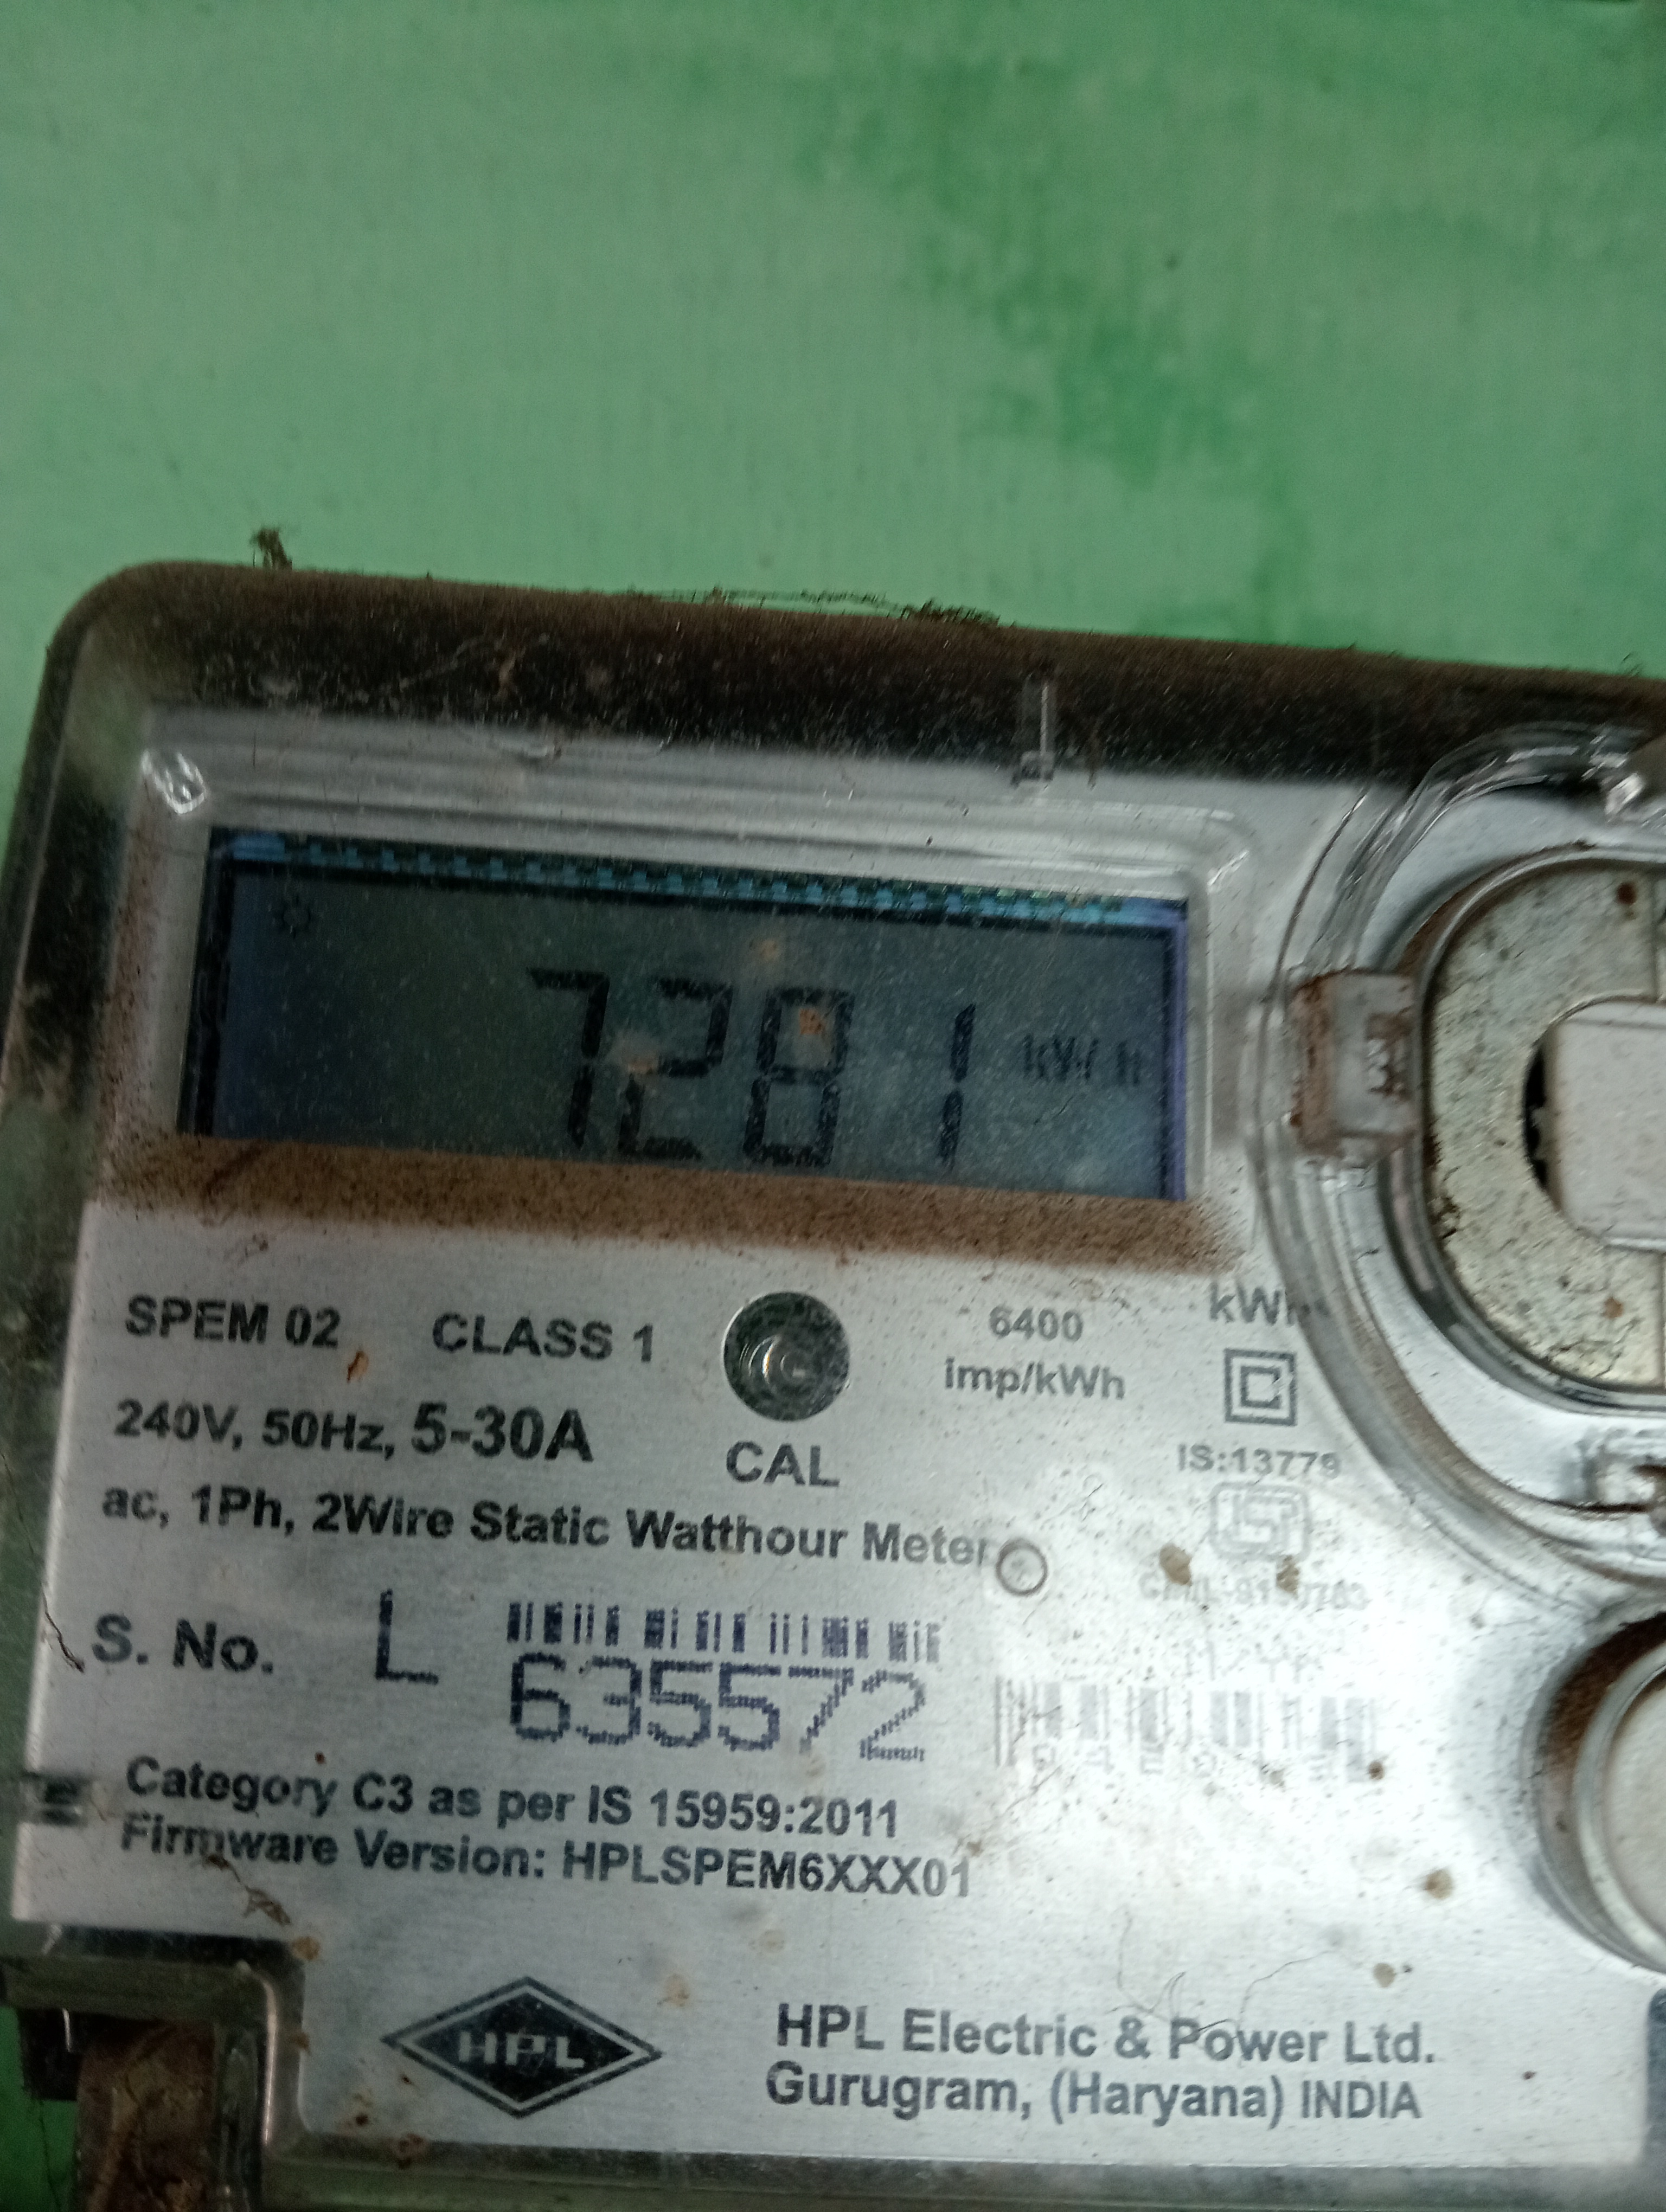 7281 kWh
SPEM 02 CLASS 1 6400 kWh
imp/kWh
240V, 50Hz, 5-30A CAL
IS:13779
ac, 1Ph, 2Wire Static Watthour Meter
S. No. L 635572
Category C3 as per IS 15959:2011
Firmware Version: HPLSPEM6XXX01
HPL
HPL Electric & Power Ltd.
Gurugram, (Haryana) INDIA